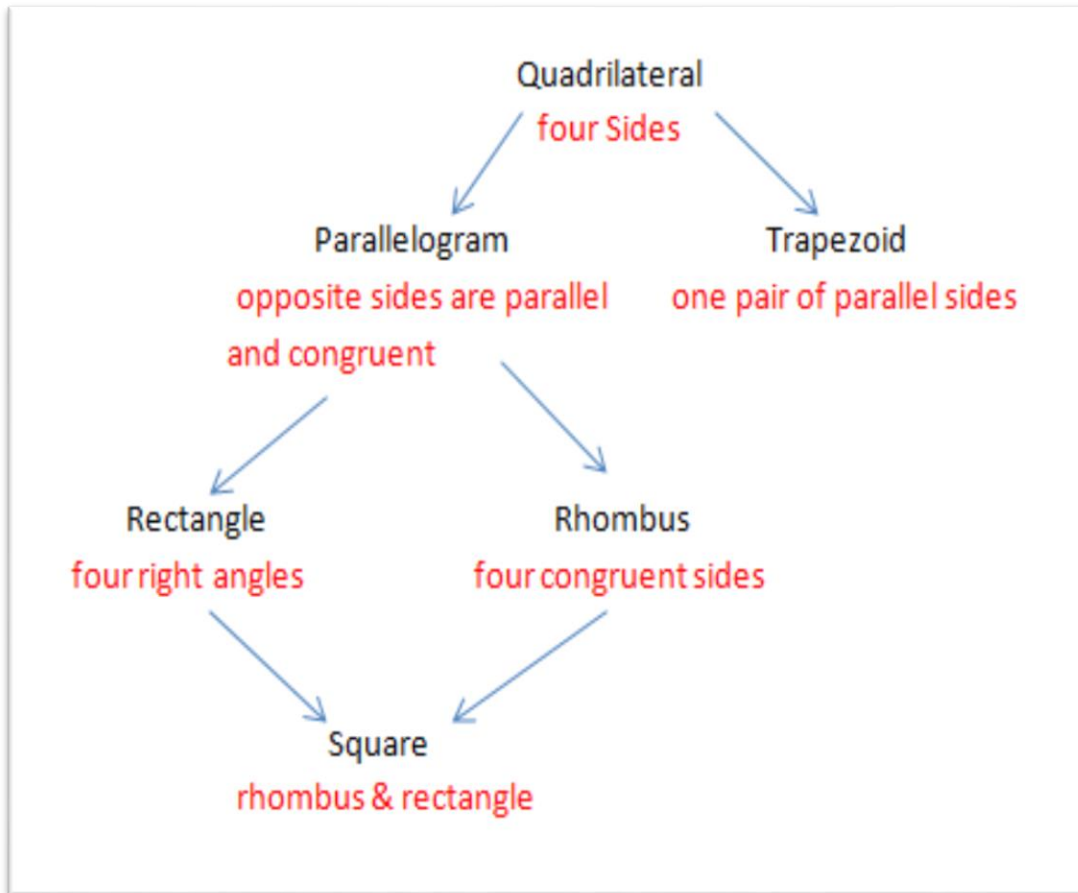 Quadrilateral
four Sides
Parallelogram
opposite sides are parallel
and congruent
Trapezoid
one pair of parallel sides
Rectangle
four right angles
Rhombus
four congruent sides
Square
rhombus & rectangle